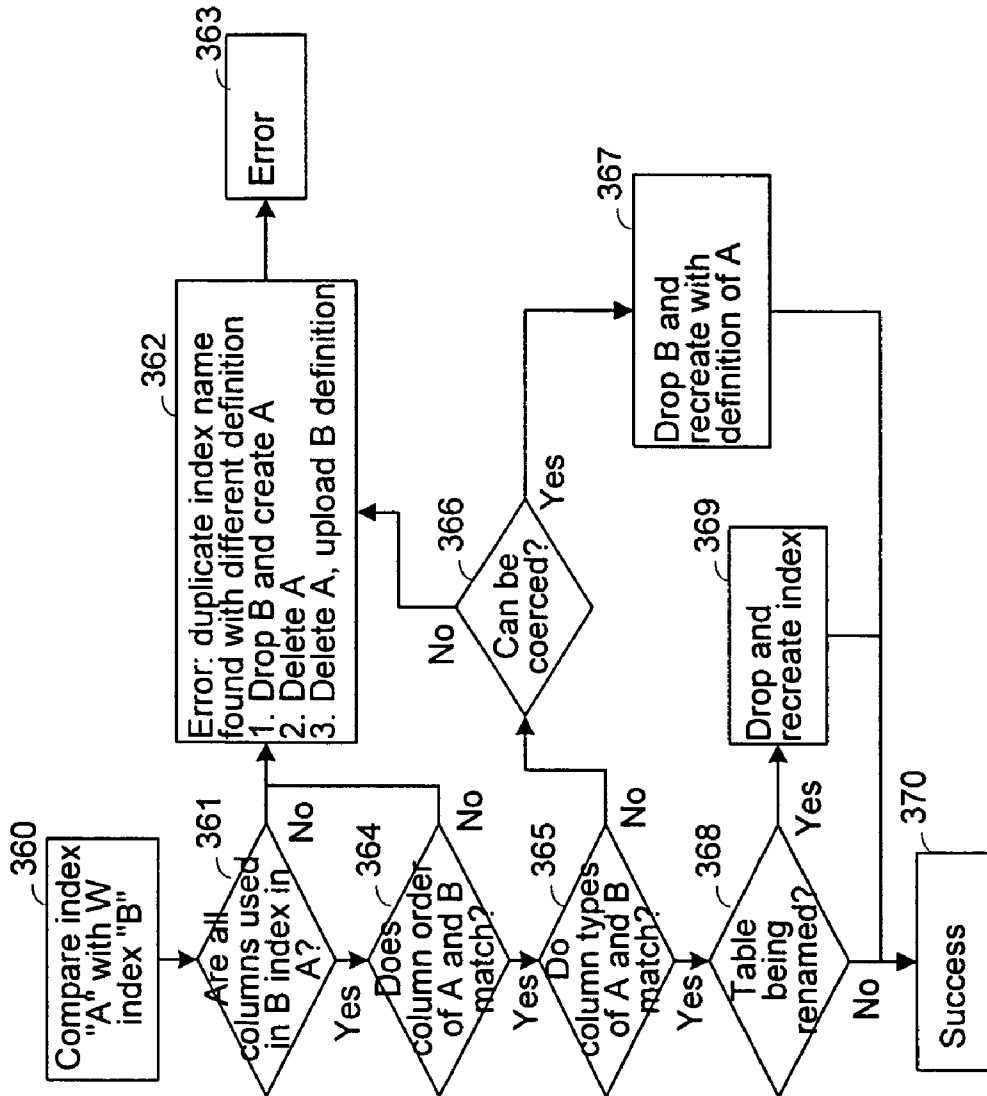 360
Compare index
"A" with W
index "B"
361
Are all
columns used
in B index in
A?
No
Yes
362
Error: duplicate index name
found with different definition
1. Drop B and create A
2. Delete A
3. Delete A, upload B definition
363
Error
364
Does
column order
of A and B
match?
No
Yes
365
Do
column types
of A and B
match?
No
Yes
366
Can be
coerced?
No
Yes
367
Drop B and
recreate with
definition of A
368
Table
being
renamed?
Yes
No
369
Drop and
recreate index
370
Success